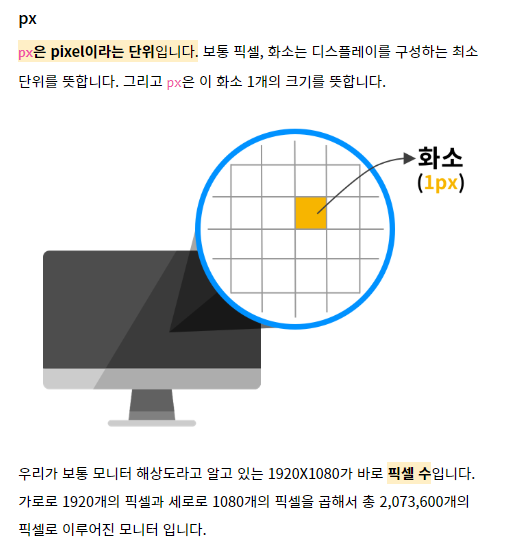 px
px은 pixel이라는 단위입니다. 보통 픽셀, 화소는 디스플레이를 구성하는 최소
단위를 뜻합니다. 그리고 px은 이 화소 1개의 크기를 뜻합니다.
화소
(1px)
우리가 보통 모니터 해상도라고 알고 있는 1920X1080가 바로 픽셀 수입니다.
가로로 1920개의 픽셀과 세로로 1080개의 픽셀을 곱해서 총 2,073,600개의
픽셀로 이루어진 모니터 입니다.